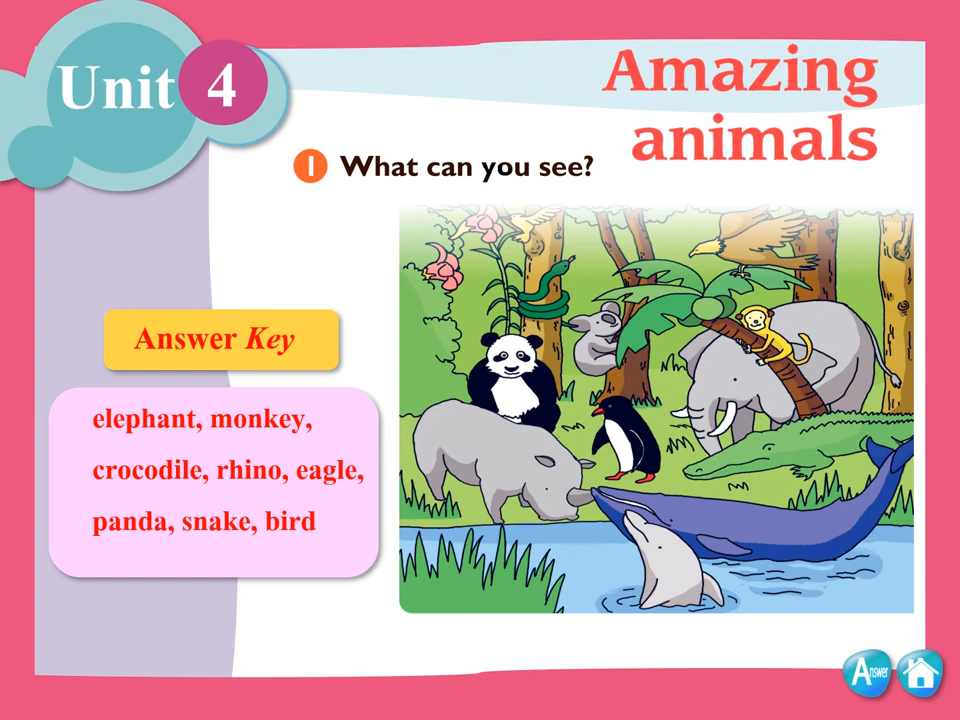 Unit 4
Amazing
animals
1 What can you see?
Answer Key
elephant, monkey,
crocodile, rhino, eagle,
panda, snake, bird
Answer